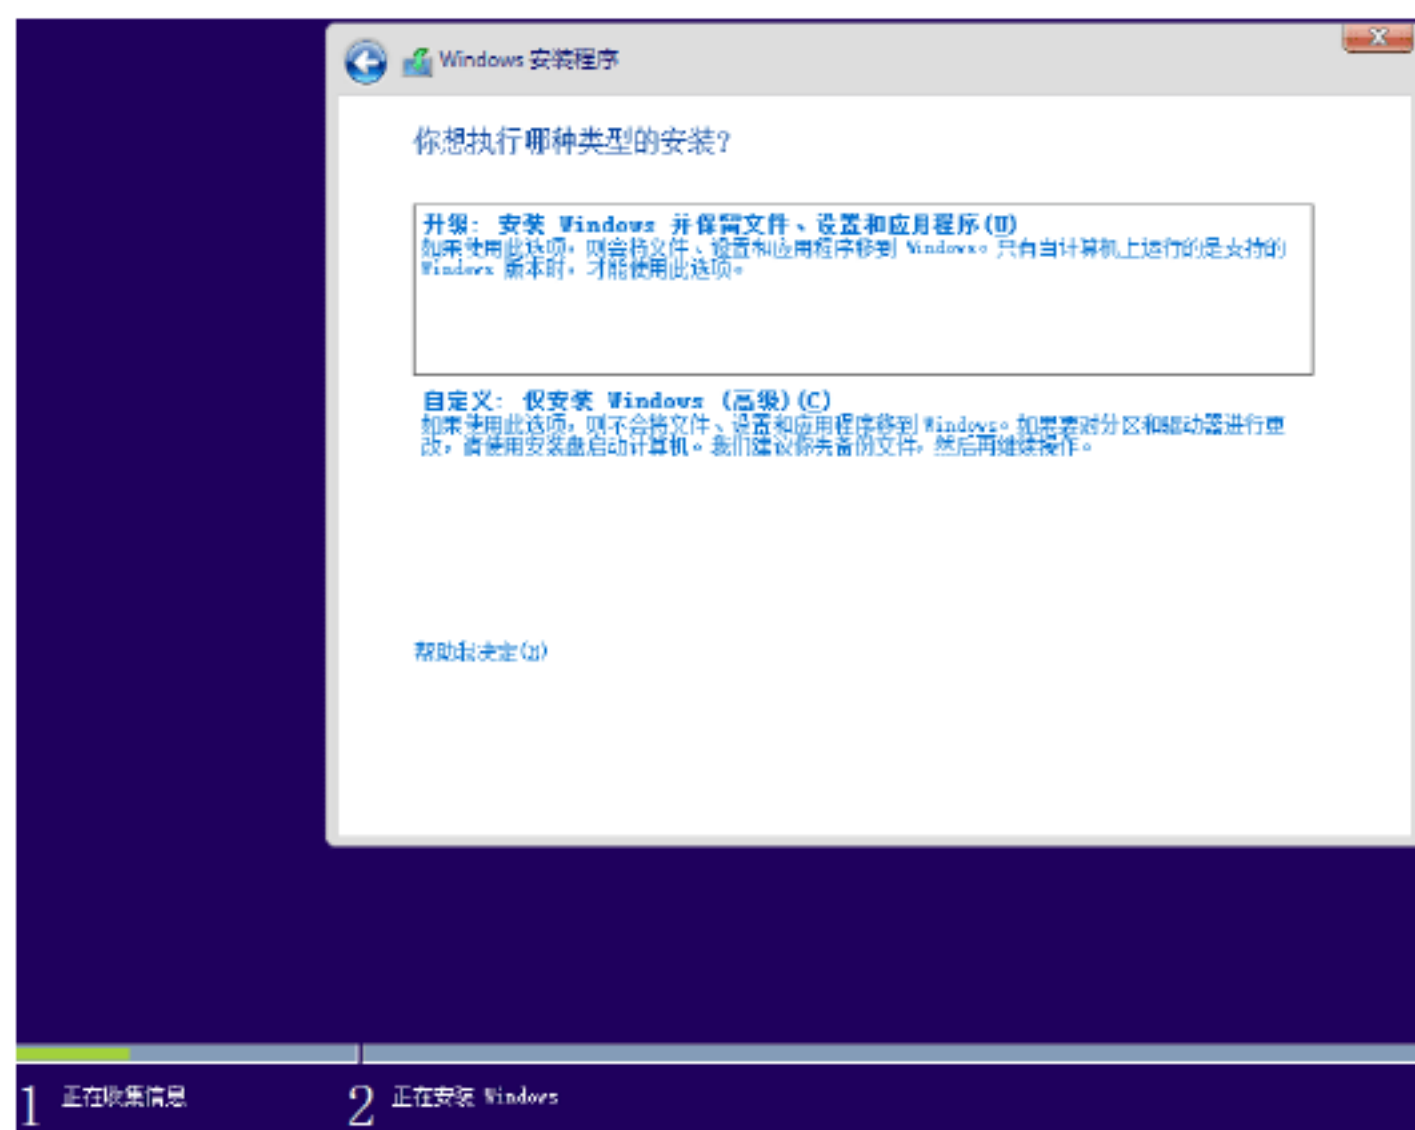 Windows 安装程序
你想执行哪种类型的安装?
升级: 安装 Windows 并保留文件、设置和应用程序(U)
如果使用此选项，则会将文件、设置和应用程序移到 Windows。只有当计算机上运行的是支持的
Windows 版本时，才能使用此选项。
自定义: 仅安装 Windows (高级)(C)
如果使用此选项，则不会将文件、设置和应用程序移到 Windows。如果要对分区和驱动器进行更
改，请使用安装盘启动计算机。我们建议你先备份文件，然后再继续操作。
帮助我决定(H)
1 正在收集信息
2 正在安装 Windows